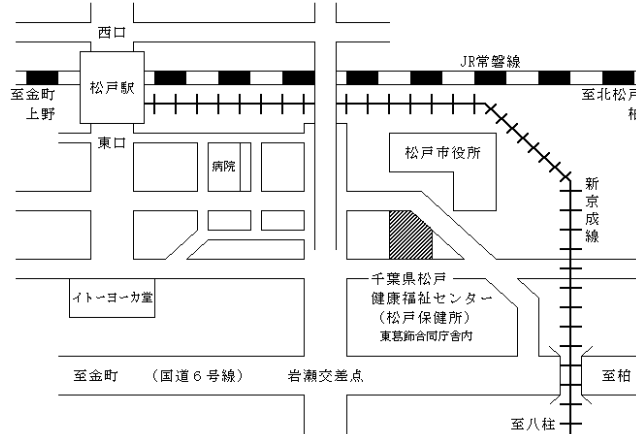 西口
JR常磐線
松戸駅
至金町
上野
至北松戸
柏
東口
病院
松戸市役所
新京成線
イトーヨーカ堂
千葉県松戸
健康福祉センター
（松戸保健所）
東葛飾合同庁舎内
至金町
（国道６号線）
岩瀬交差点
至柏
至八柱